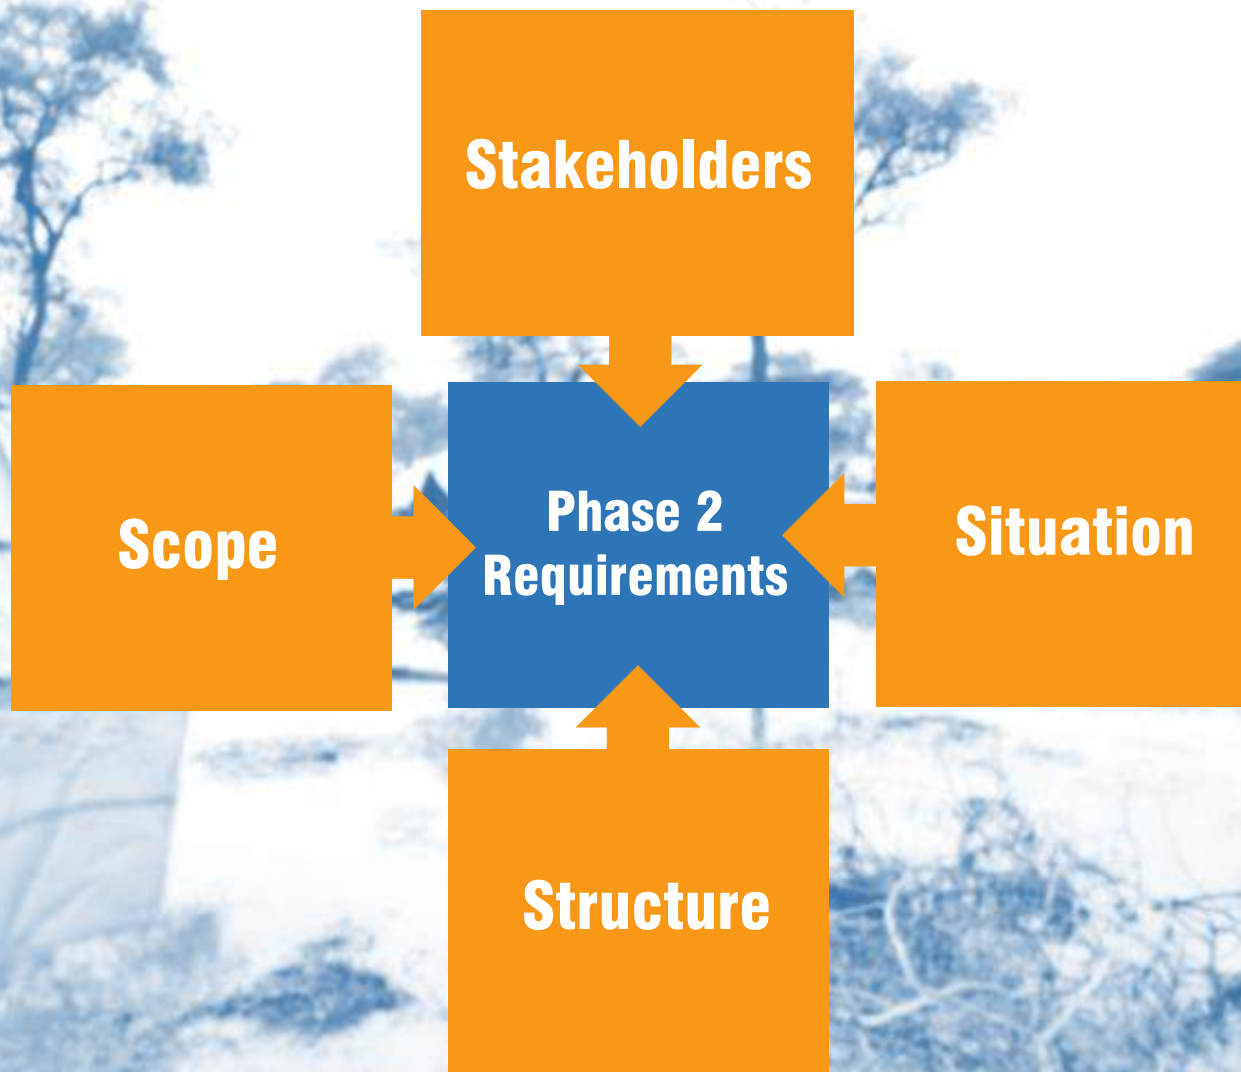 Stakeholders
Scope
Phase 2
Requirements
Situation
Structure